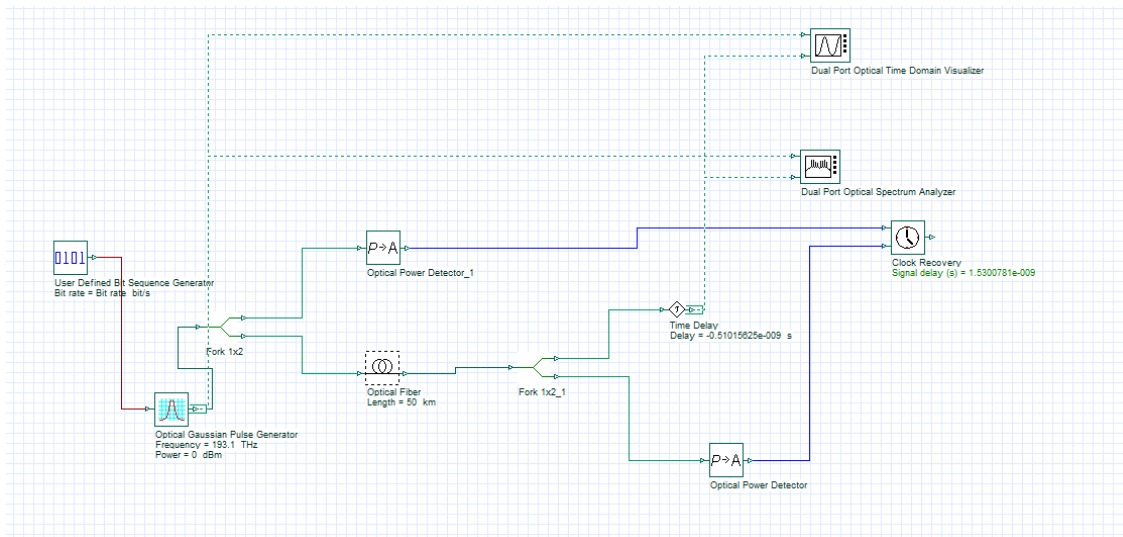 Dual Port Optical Time Domain Visualizer
Dual Port Optical Spectrum Analyzer
0101
User Defined Bit Sequence Generator
Bit rate = Bit rate bit/s
P→A
Optical Power Detector_1
Clock Recovery
Signal delay (s) = 1.5300781e-009
Time Delay
Delay = -0.51015625e-009 s
Fork 1x2
Optical Fiber
Length = 50 km
Fork 1x2_1
Optical Gaussian Pulse Generator
Frequency = 193.1 THz
Power = 0 dBm
P→A
Optical Power Detector